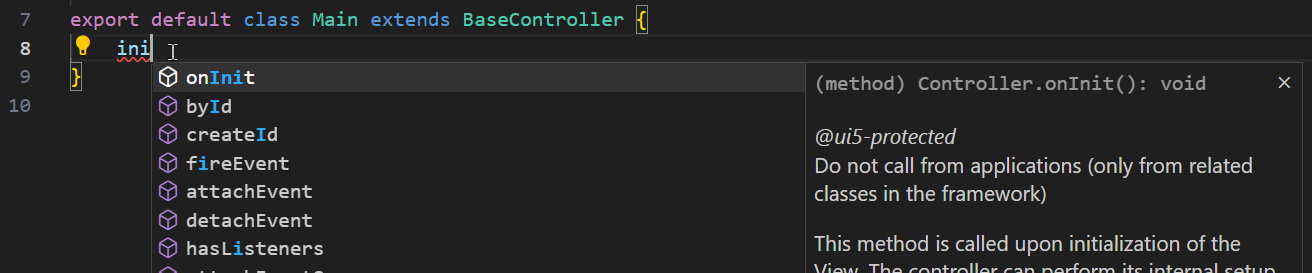 7 export default class Main extends BaseController {
8 ini
9 }
10
onInit
byId
createId
fireEvent
attachEvent
detachEvent
hasListeners
(method) Controller.onInit(): void
@ui5-protected
Do not call from applications (only from related
classes in the framework)
This method is called upon initialization of the
View. The controller can perform its internal setup